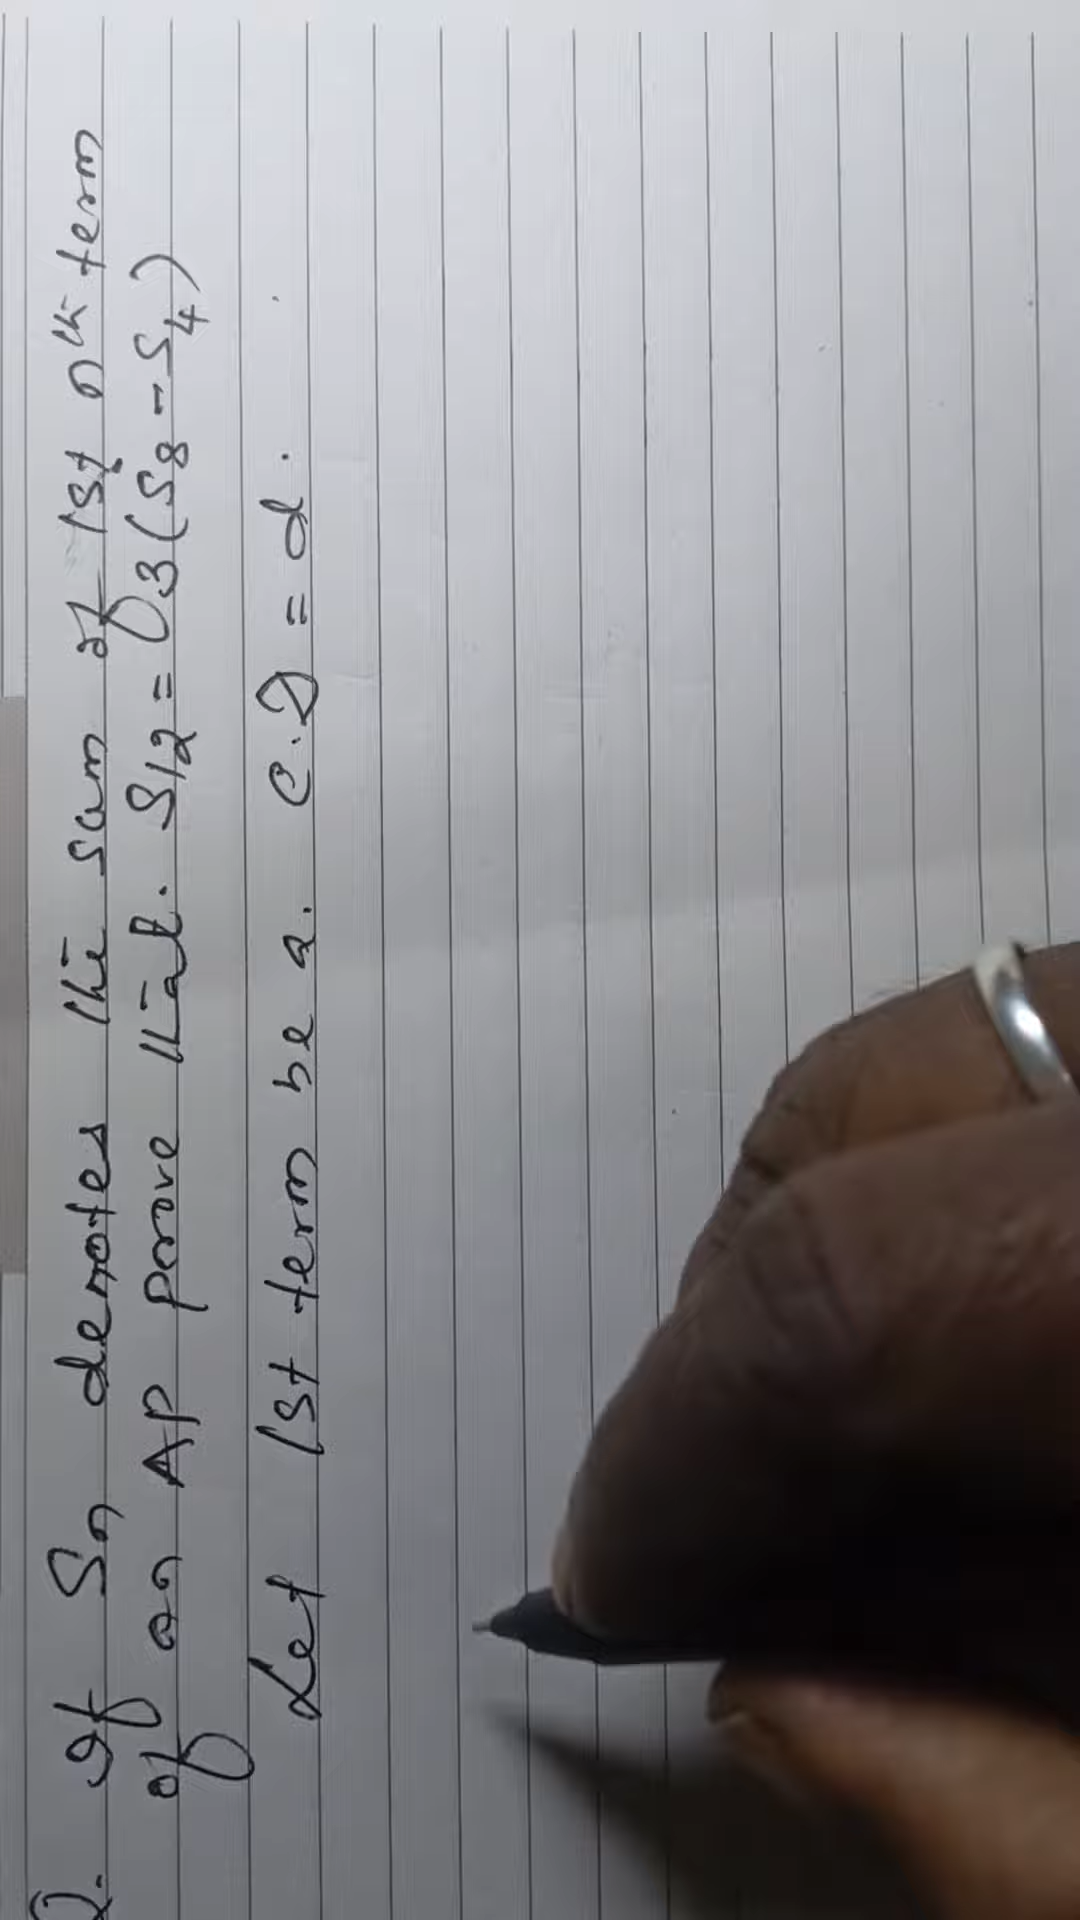 Q. If Sn denotes the sum of 1st nth term
of an AP prove that. S12 = 3(S8 - S4)
Let 1st term be a. C.D = d.